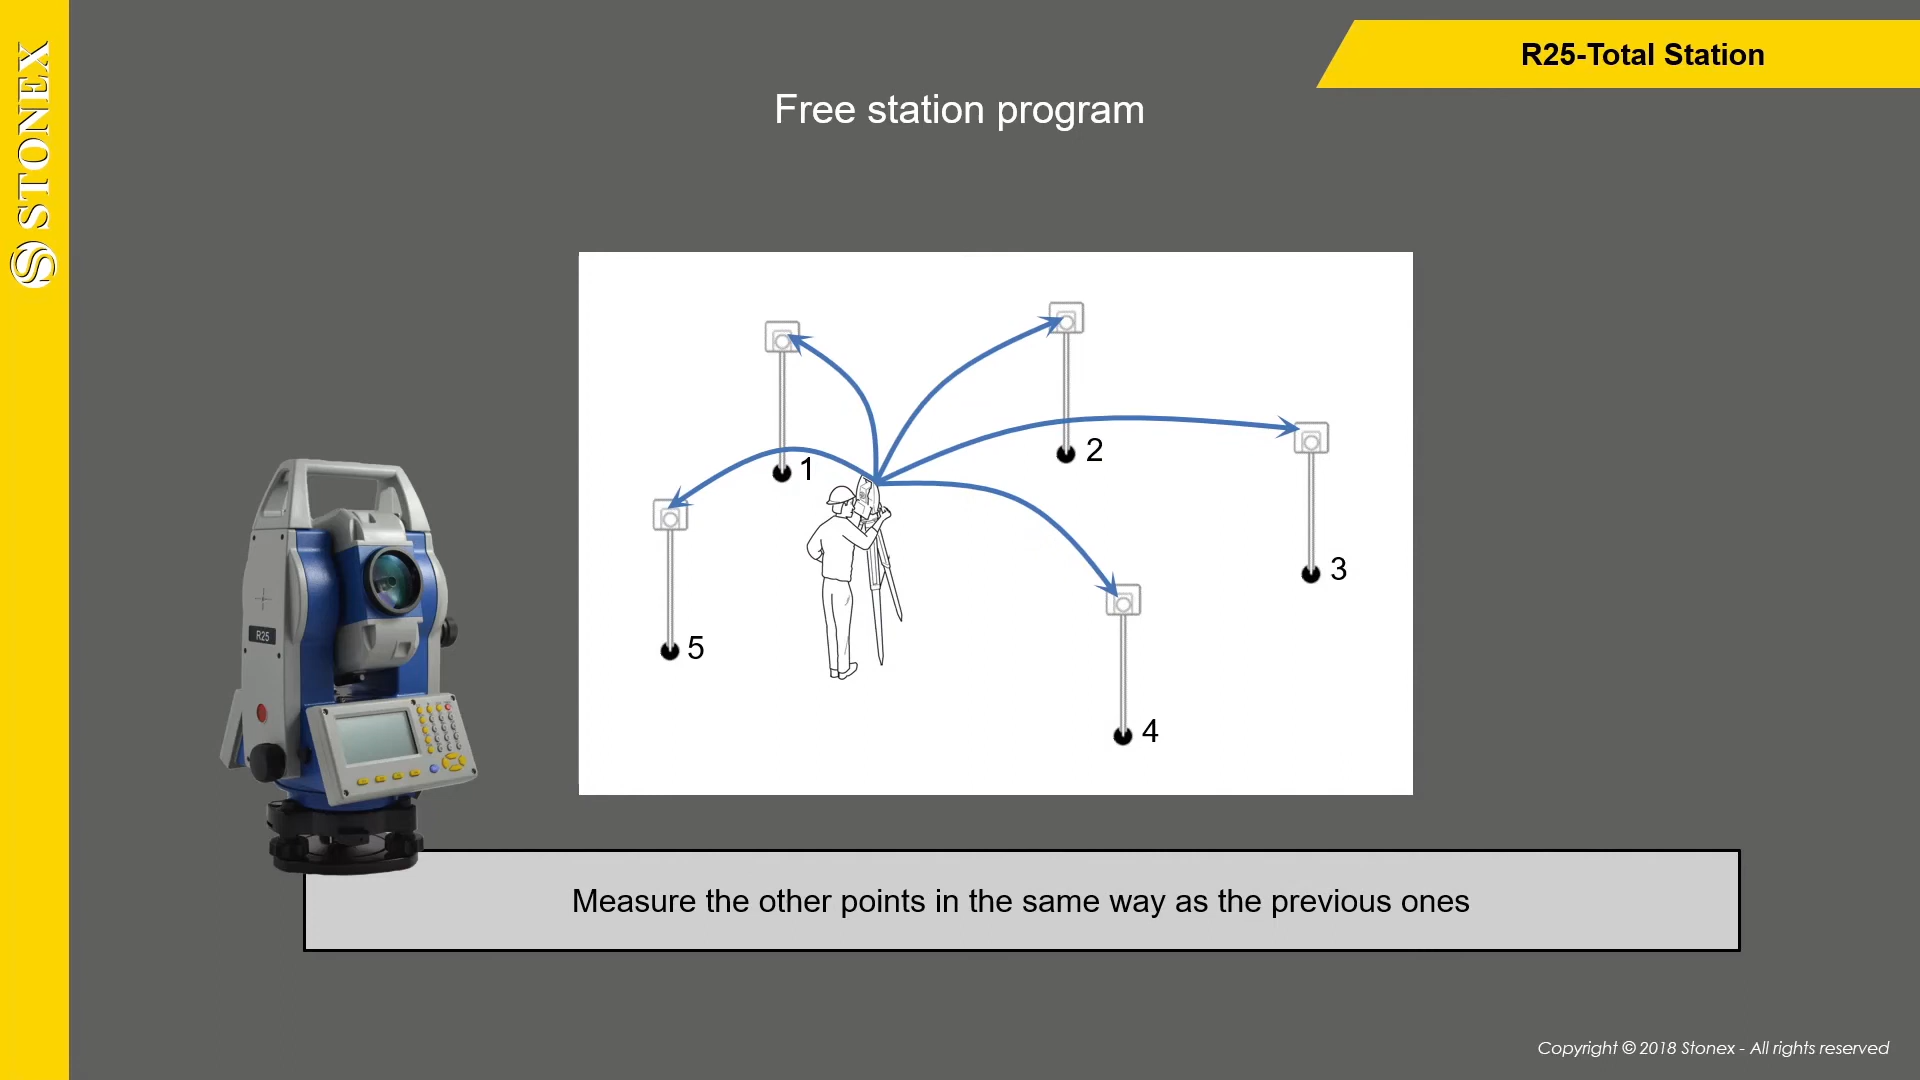 STONEX
R25-Total Station
Free station program
1
2
3
4
5
R25
Measure the other points in the same way as the previous ones
Copyright © 2018 Stonex - All rights reserved